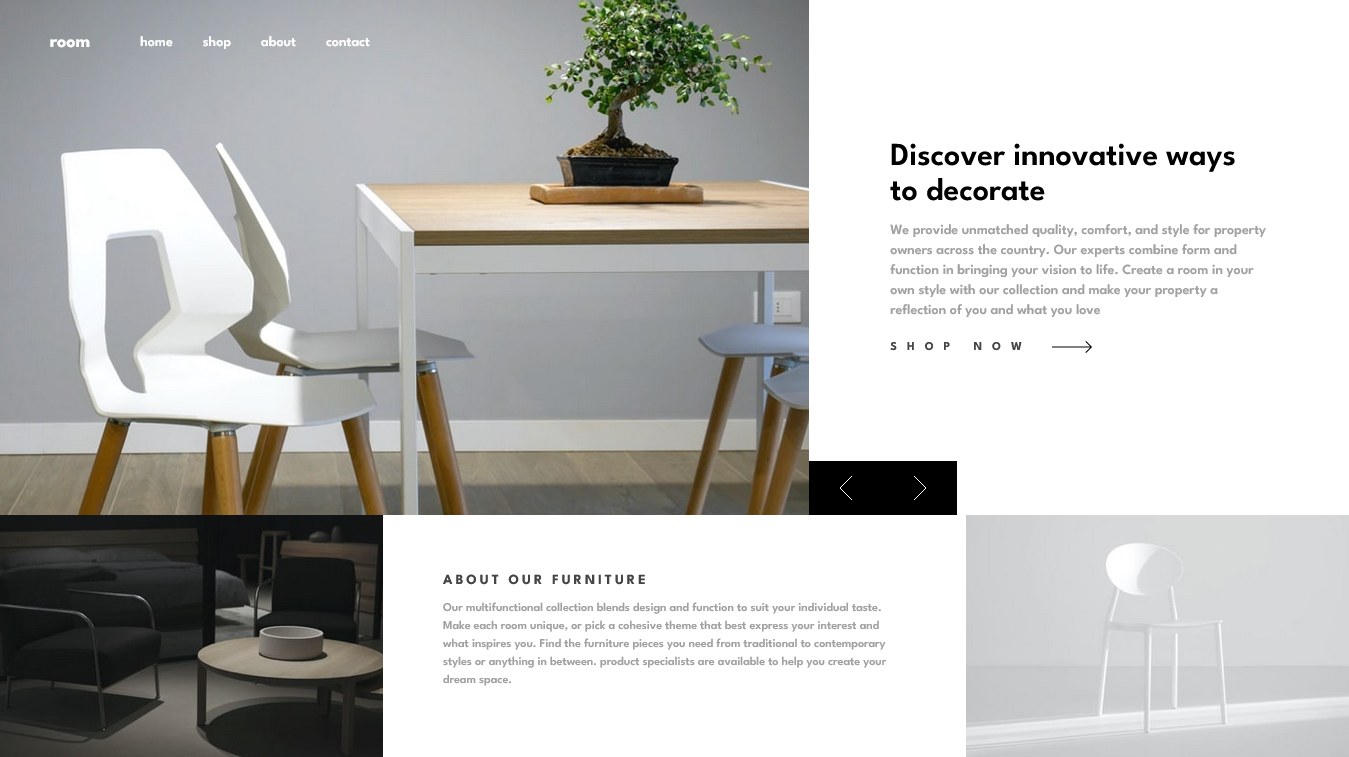 room
home shop about contact
Discover innovative ways
to decorate
We provide unmatched quality, comfort, and style for property
owners across the country. Our experts combine form and
function in bringing your vision to life. Create a room in your
own style with our collection and make your property a
reflection of you and what you love
SHOP NOW
ABOUT OUR FURNITURE
Our multifunctional collection blends design and function to suit your individual taste.
Make each room unique, or pick a cohesive theme that best express your interest and
what inspires you. Find the furniture pieces you need from traditional to contemporary
styles or anything in between. product specialists are available to help you create your
dream space.